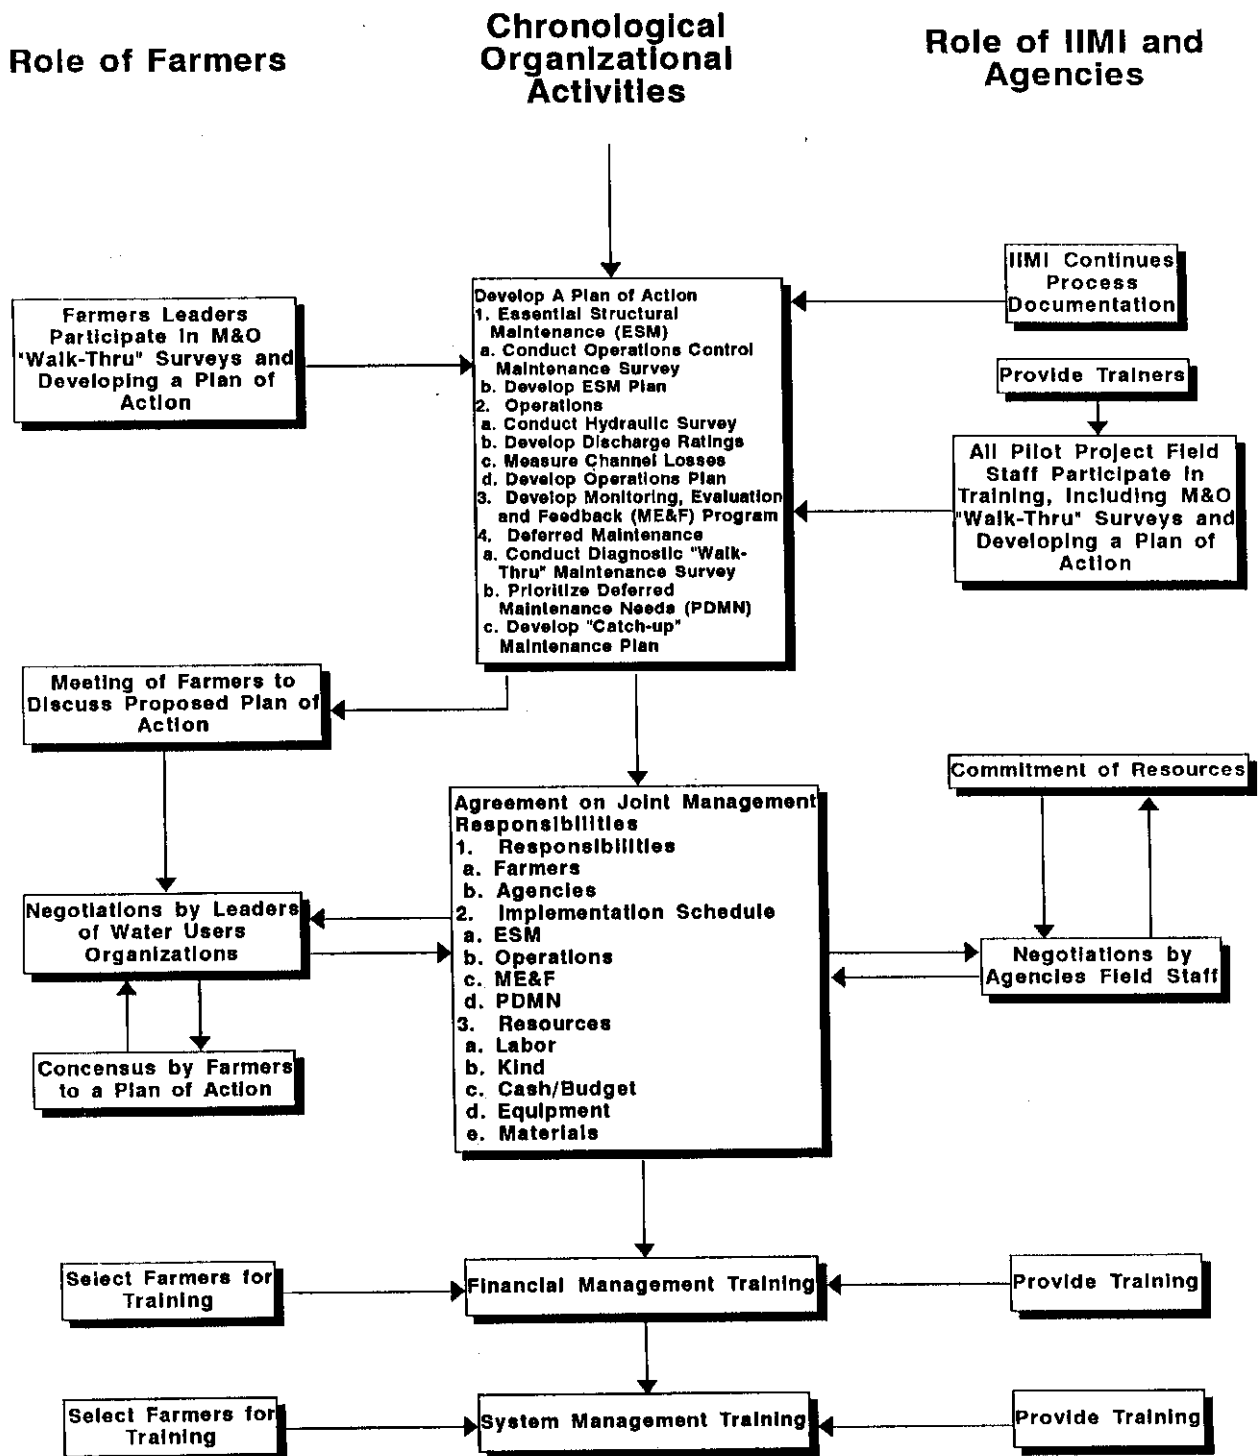 Role of Farmers
Chronological
Organizational
Activities
Role of IIMI and
Agencies
IIMI Continues
Process
Documentation
Farmers Leaders
Participate in M&O
"Walk-Thru" Surveys and
Developing a Plan of
Action
Develop A Plan of Action
1. Essential Structural
Maintenance (ESM)
a. Conduct Operations Control
Maintenance Survey
b. Develop ESM Plan
2. Operations
a. Conduct Hydraulic Survey
b. Develop Discharge Ratings
c. Measure Channel Losses
d. Develop Operations Plan
3. Develop Monitoring, Evaluation
and Feedback (ME&F) Program
4. Deferred Maintenance
a. Conduct Diagnostic "Walk-
Thru" Maintenance Survey
b. Prioritize Deferred
Maintenance Needs (PDMN)
c. Develop "Catch-up"
Maintenance Plan
Provide Trainers
All Pilot Project Field
Staff Participate in
Training, Including M&O
"Walk-Thru" Surveys and
Developing a Plan of
Action
Meeting of Farmers to
Discuss Proposed Plan of
Action
Commitment of Resources
Agreement on Joint Management
Responsibilities
1. Responsibilities
a. Farmers
b. Agencies
2. Implementation Schedule
a. ESM
b. Operations
c. ME&F
d. PDMN
3. Resources
a. Labor
b. Kind
c. Cash/Budget
d. Equipment
e. Materials
Negotiations by Leaders
of Water Users
Organizations
Negotiations by
Agencies Field Staff
Concensus by Farmers
to a Plan of Action
Select Farmers for
Training
Financial Management Training
Provide Training
Select Farmers for
Training
System Management Training
Provide Training